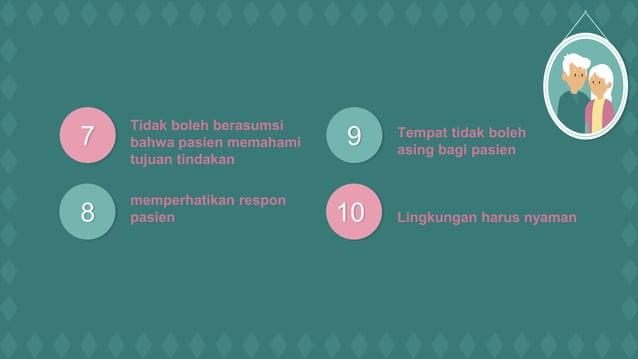 7
Tidak boleh berasumsi
bahwa pasien memahami
tujuan tindakan
8
memperhatikan respon
pasien
9
Tempat tidak boleh
asing bagi pasien
10
Lingkungan harus nyaman